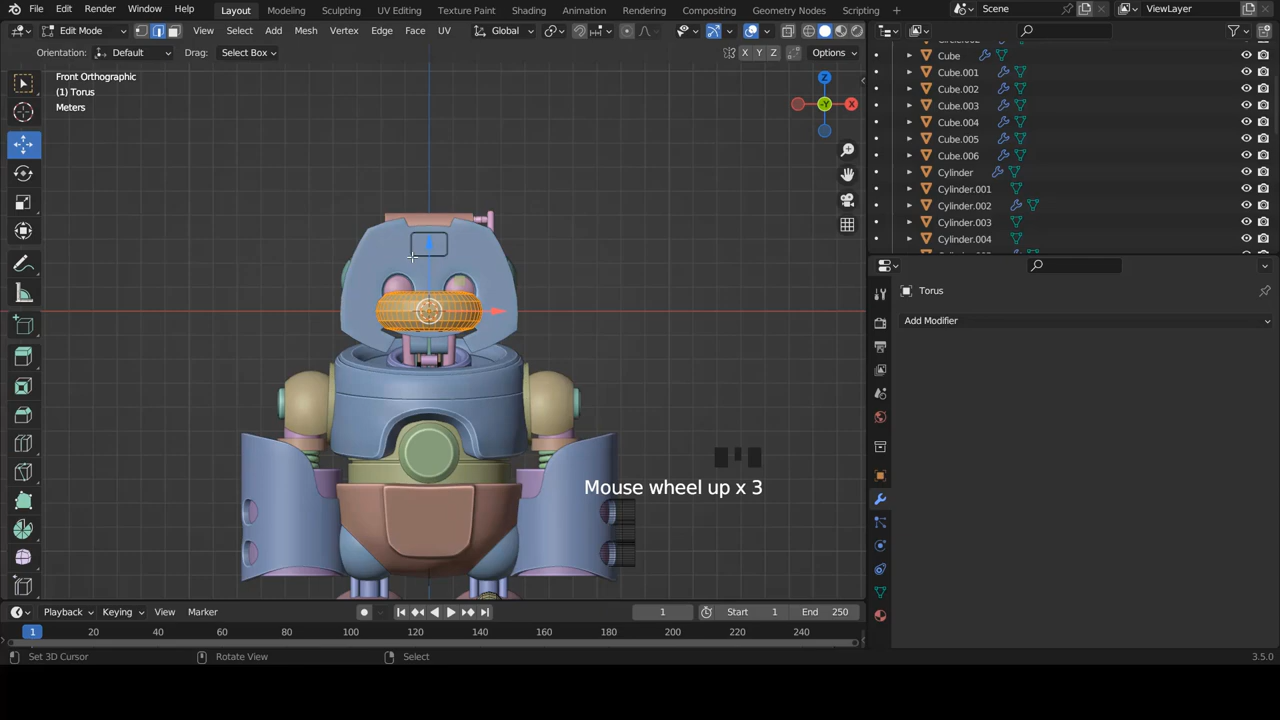 File Edit Render Window Help Layout Modeling Sculpting UV Editing Texture Paint Shading Animation Rendering Compositing Geometry Nodes Scripting + Scene ViewLayer
Edit Mode View Select Add Mesh Vertex Edge Face UV Global
Orientation: Default Drag: Select Box X Y Z Options
Front Orthographic
(1) Torus
Meters
Z
Y
X
Cube
Cube.001
Cube.002
Cube.003
Cube.004
Cube.005
Cube.006
Cylinder
Cylinder.001
Cylinder.002
Cylinder.003
Cylinder.004
Torus
Add Modifier
Mouse wheel up x 3
Playback Keying View Marker 1 Start 1 End 250
1 20 40 60 80 100 120 140 160 180 200 220 240
Set 3D Cursor Rotate View Select 3.5.0